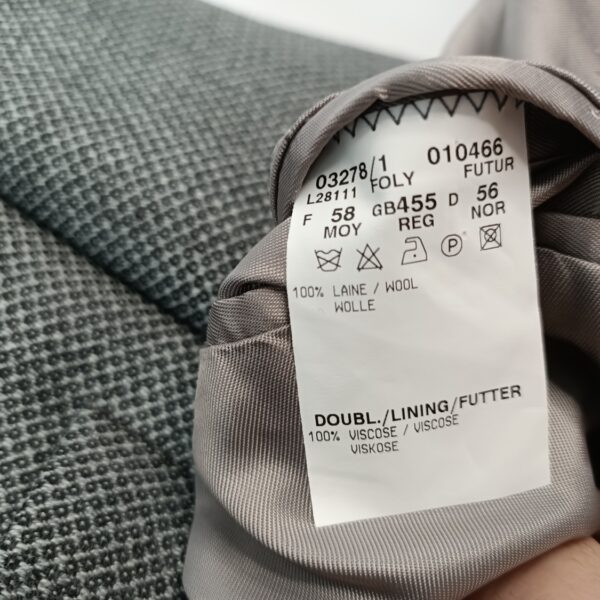 03278/1 010466
L28111 FOLY FUTUR
F 58 GB455 D 56
MOY REG NOR
P
100% LAINE / WOOL
WOLLE
DOUBL./LINING/FUTTER
100% VISCOSE / VISCOSE
VISKOSE